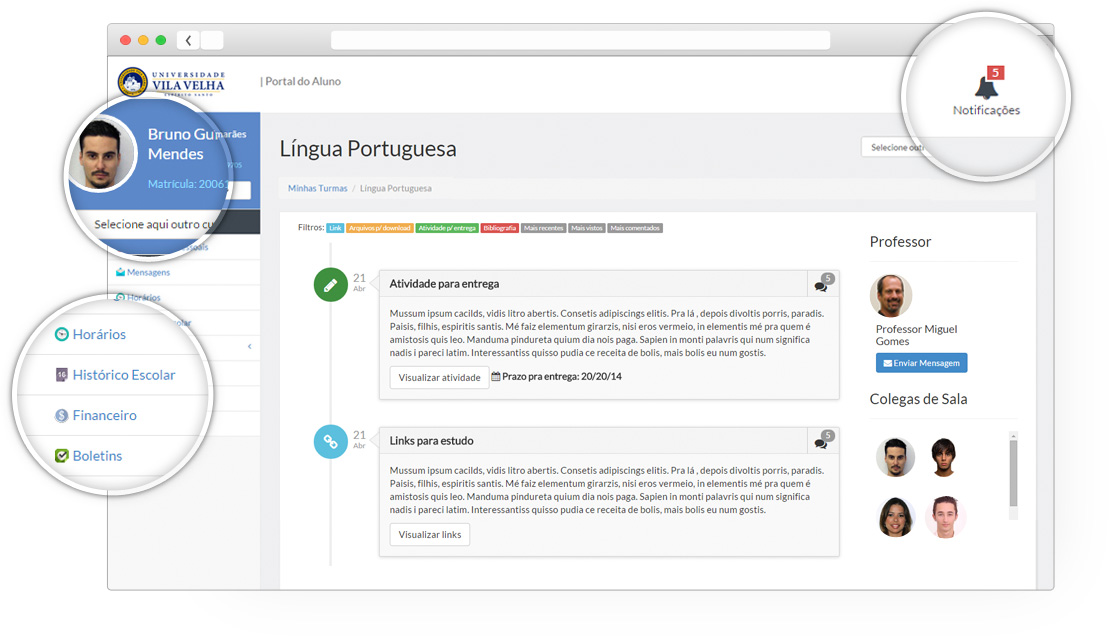 UNIVERSIDADE
VILA VELHA
ESPÍRITO SANTO
| Portal do Aluno
5
Notificações
Bruno Gu marães
Mendes
Matrícula: 2006
Selecione aqui outro cu
Mensagens
Horários
Horários
Histórico Escolar
Financeiro
Boletins
Língua Portuguesa
Selecione out
Minhas Turmas / Língua Portuguesa
Filtros: Link Arquivos p/ download Atividade p/ entrega Bibliografia Mais recentes Mais vistos Mais comentados
21
Abr
Atividade para entrega
5
Mussum ipsum cacilds, vidis litro abertis. Consetis adipiscings elitis. Pra lá , depois divoltis porris, paradis.
Paisis, filhis, espiritis santis. Mé faiz elementum girarzis, nisi eros vermeio, in elementis mé pra quem é
amistosis quis leo. Manduma pindureta quium dia nois paga. Sapien in monti palavris qui num significa
nadis i pareci latim. Interessantiss quisso pudia ce receita de bolis, mais bolis eu num gostis.
Visualizar atividade Prazo pra entrega: 20/20/14
21
Abr
Links para estudo
5
Mussum ipsum cacilds, vidis litro abertis. Consetis adipiscings elitis. Pra lá , depois divoltis porris, paradis.
Paisis, filhis, espiritis santis. Mé faiz elementum girarzis, nisi eros vermeio, in elementis mé pra quem é
amistosis quis leo. Manduma pindureta quium dia nois paga. Sapien in monti palavris qui num significa
nadis i pareci latim. Interessantiss quisso pudia ce receita de bolis, mais bolis eu num gostis.
Visualizar links
Professor
Professor Miguel
Gomes
Enviar Mensagem
Colegas de Sala